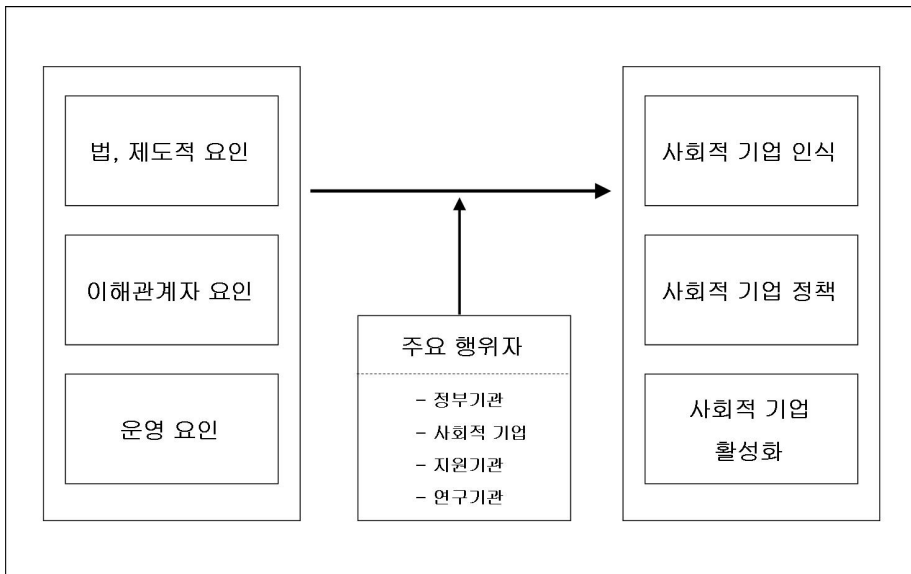 법, 제도적 요인
이해관계자 요인
운영 요인
주요 행위자
- 정부기관
- 사회적 기업
- 지원기관
- 연구기관
사회적 기업 인식
사회적 기업 정책
사회적 기업
활성화